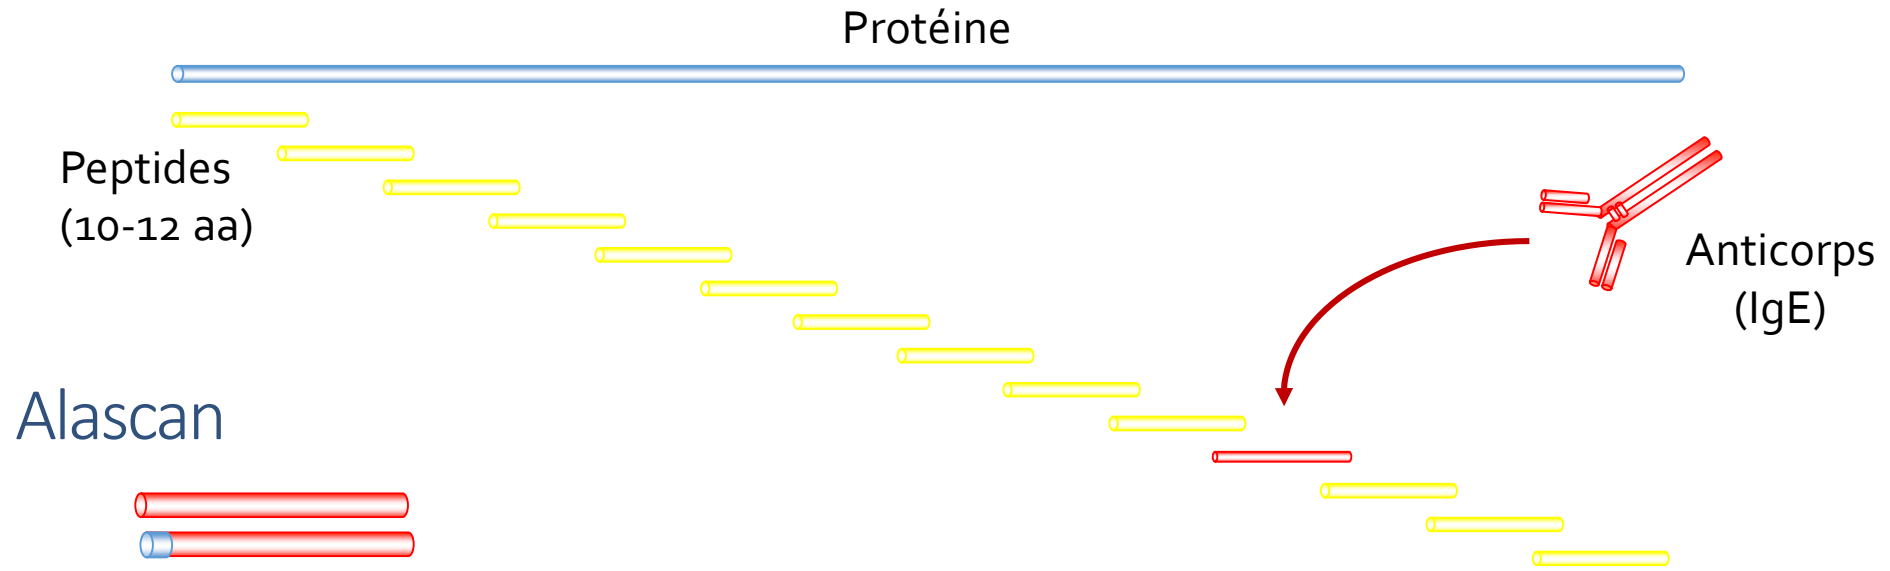 Protéine
Peptides
(10-12 aa)
Anticorps
(IgE)
Alascan